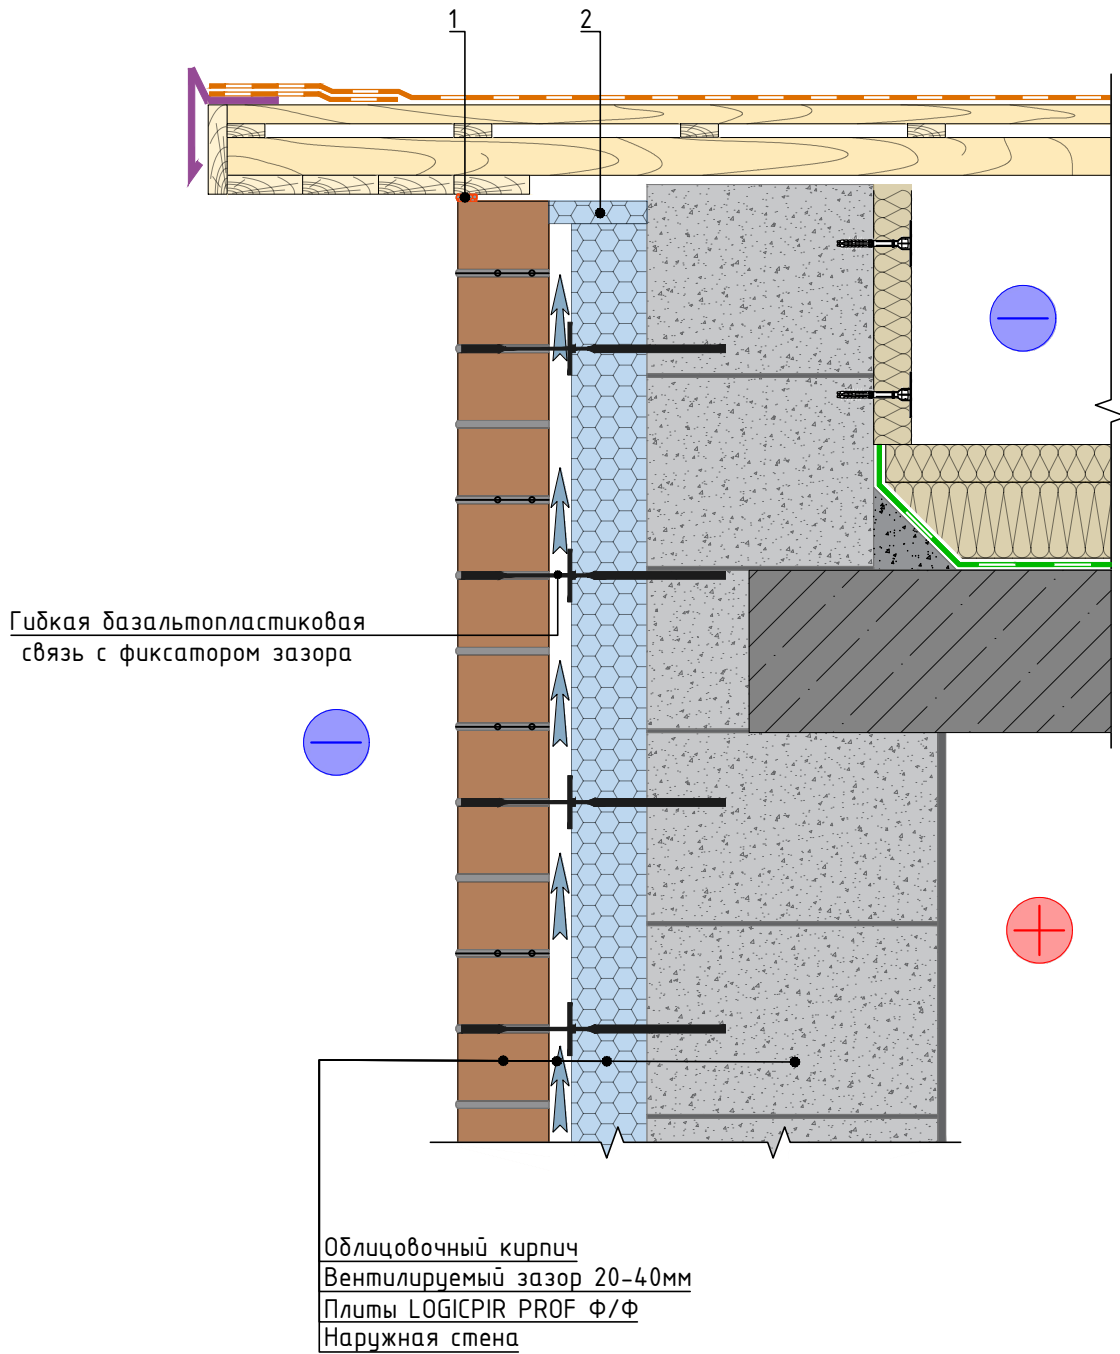 1 2
Гибкая базальтопластиковая
связь с фиксатором зазора
Облицовочный кирпич
Вентилируемый зазор 20-40мм
Плиты LOGICPIR PROF Ф/Ф
Наружная стена